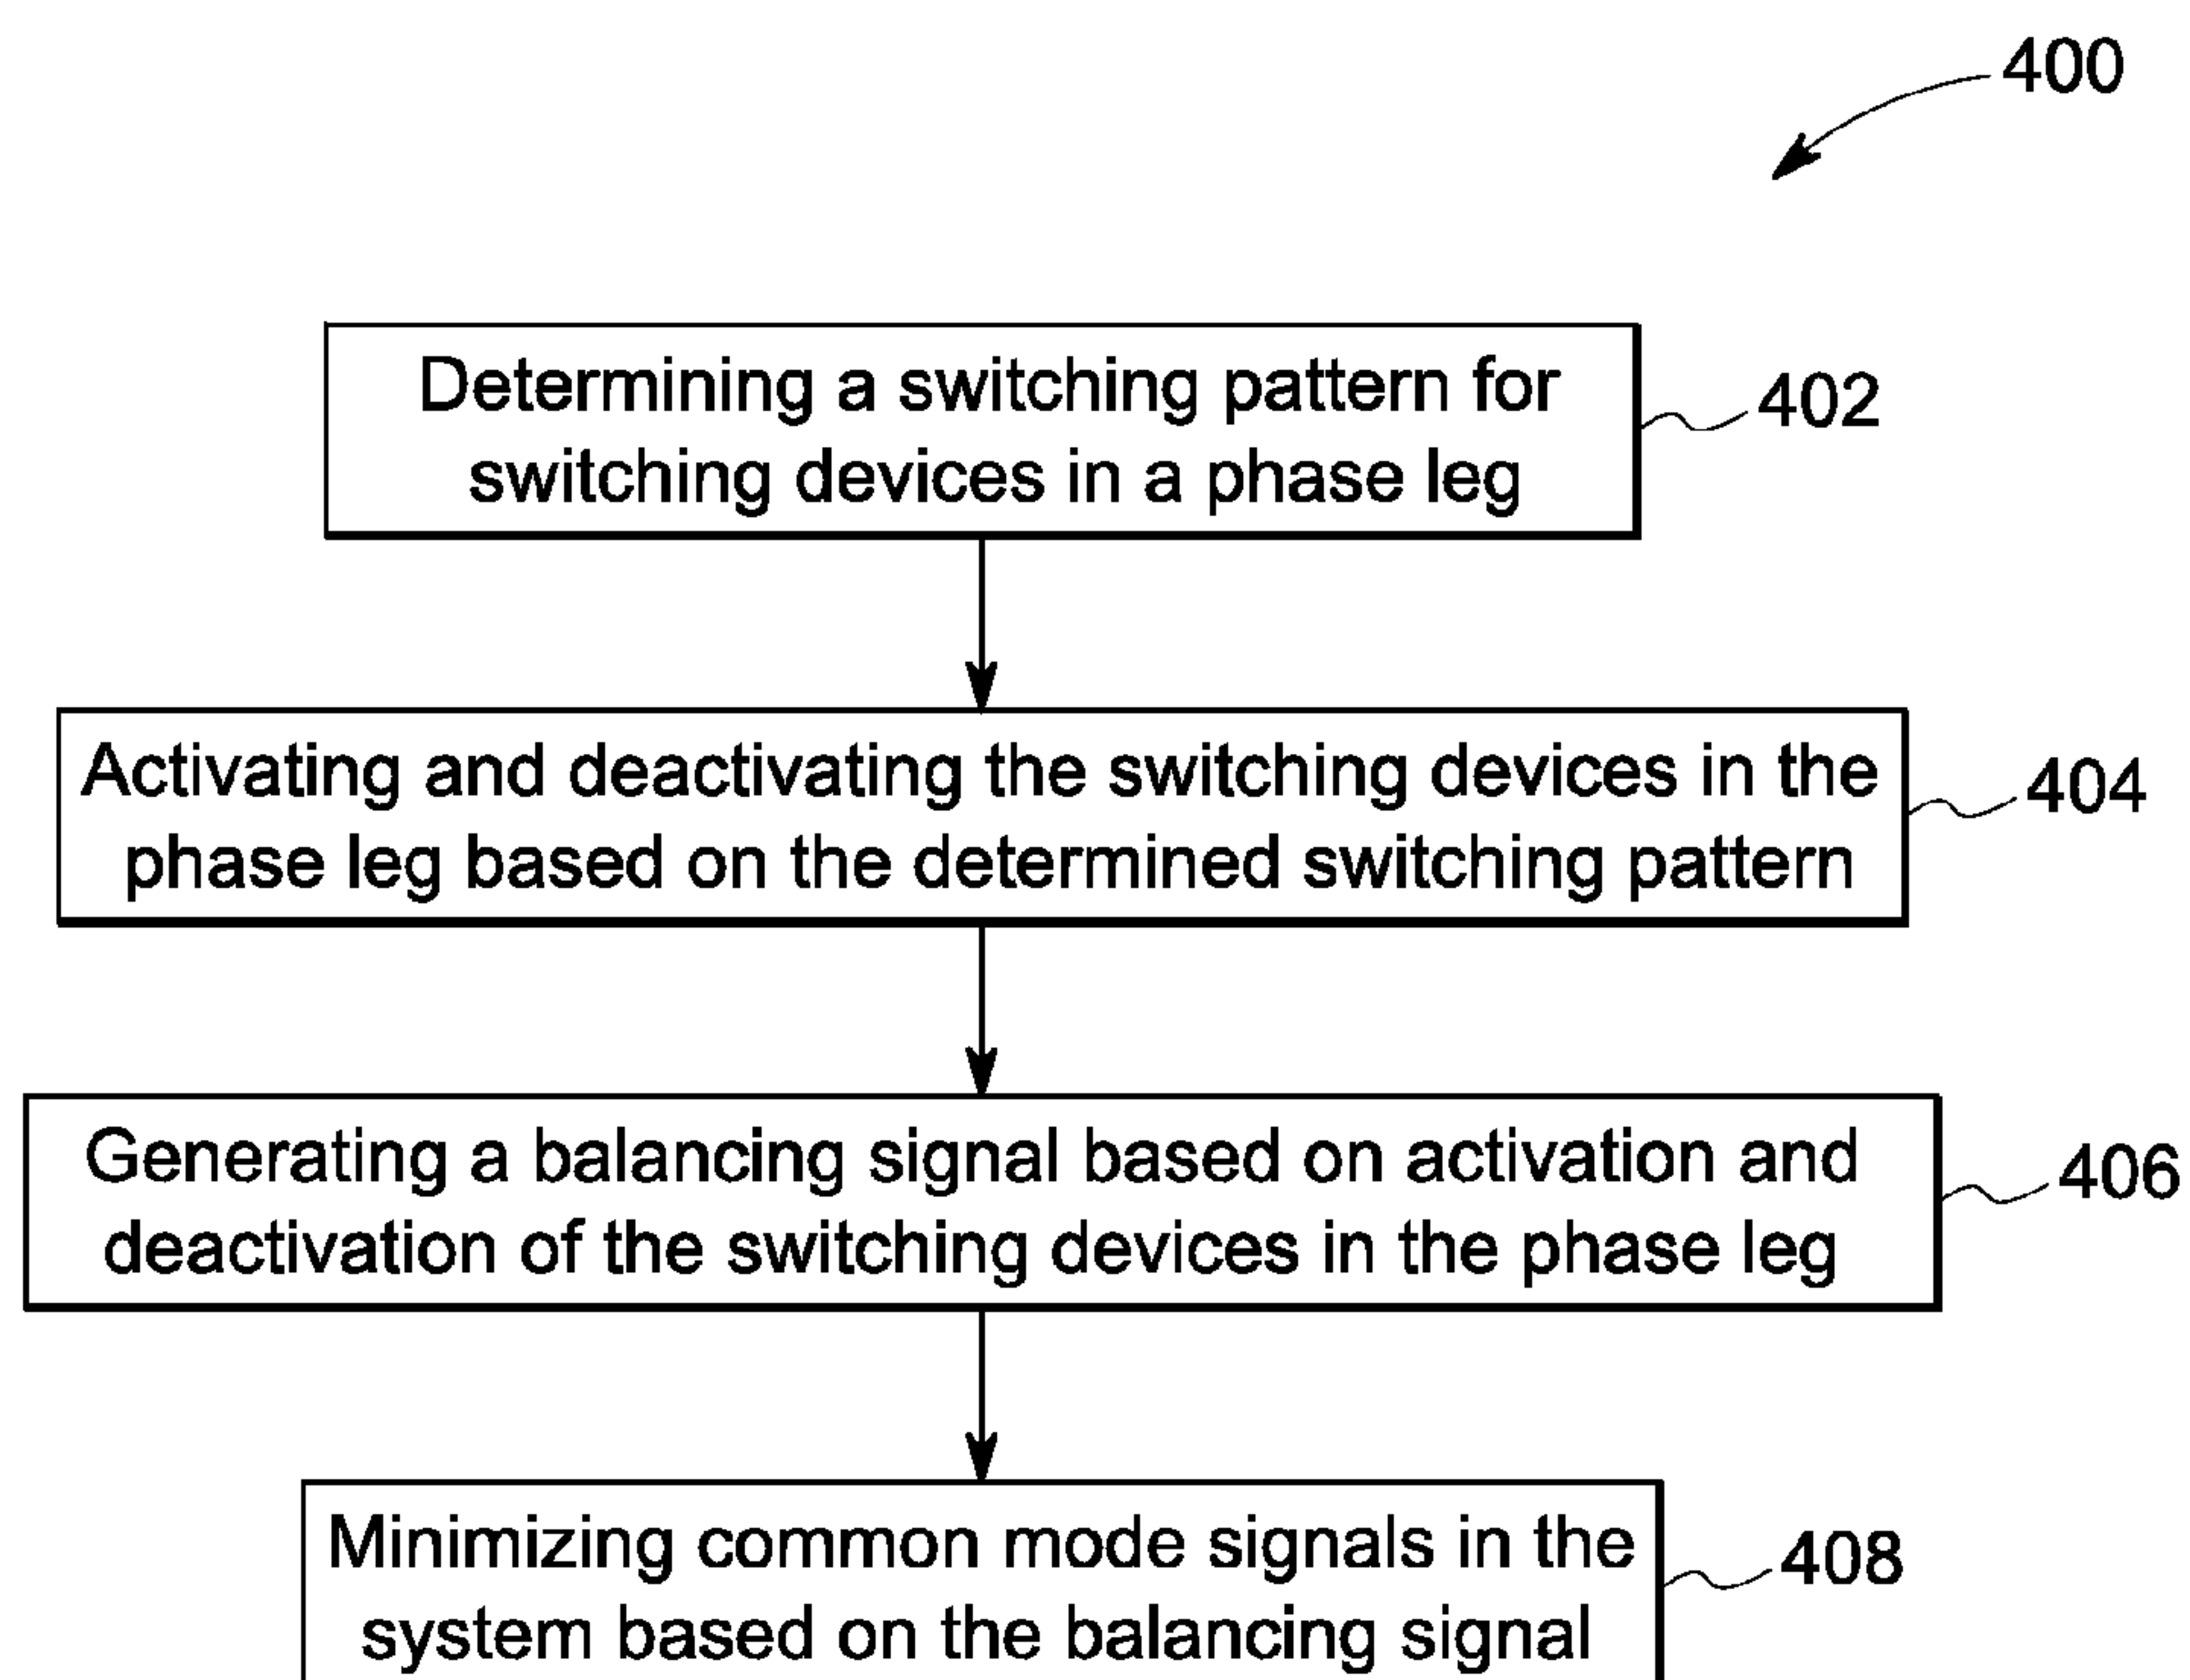 400
Determining a switching pattern for
switching devices in a phase leg
402
Activating and deactivating the switching devices in the
phase leg based on the determined switching pattern
404
Generating a balancing signal based on activation and
deactivation of the switching devices in the phase leg
406
Minimizing common mode signals in the
system based on the balancing signal
408